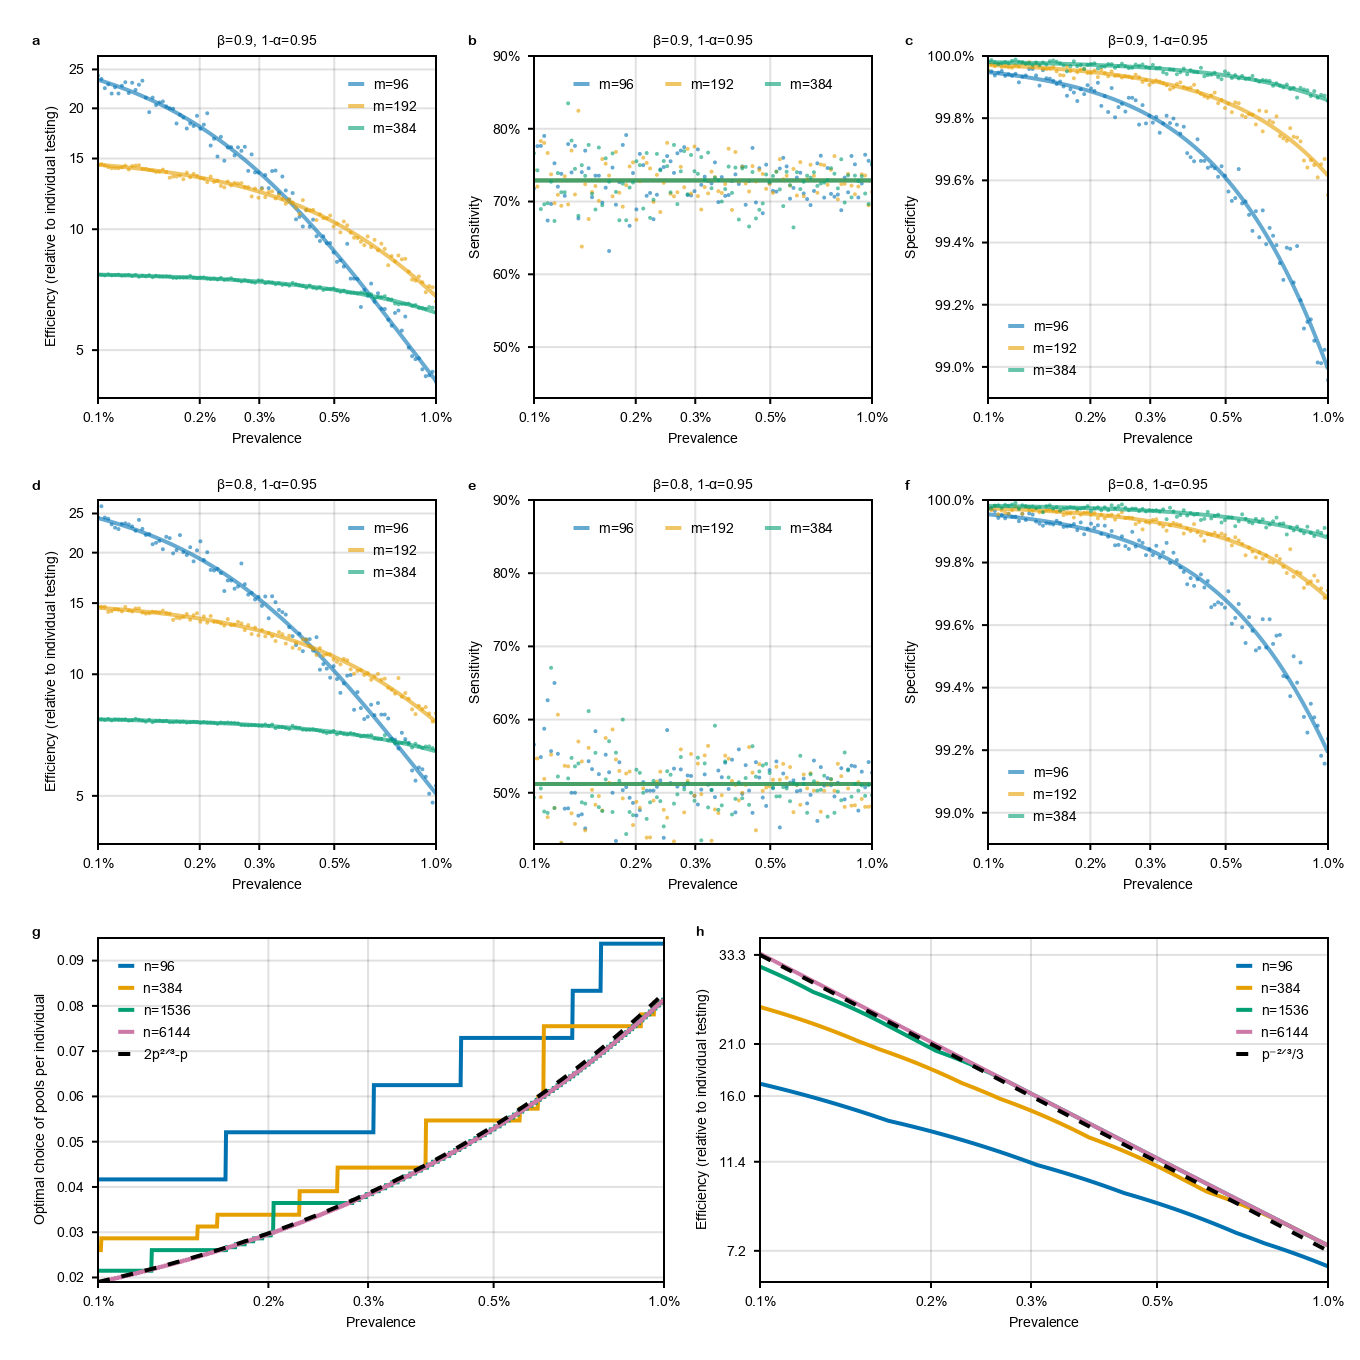 a
β=0.9, 1-α=0.95
Efficiency (relative to individual testing)
25
20
15
10
5
m=96
m=192
m=384
0.1%
0.2%
0.3%
0.5%
1.0%
Prevalence
b
β=0.9, 1-α=0.95
Sensitivity
90%
80%
70%
60%
50%
m=96
m=192
m=384
0.1%
0.2%
0.3%
0.5%
1.0%
Prevalence
c
β=0.9, 1-α=0.95
Specificity
100.0%
99.8%
99.6%
99.4%
99.2%
99.0%
m=96
m=192
m=384
0.1%
0.2%
0.3%
0.5%
1.0%
Prevalence
d
β=0.8, 1-α=0.95
Efficiency (relative to individual testing)
25
20
15
10
5
m=96
m=192
m=384
0.1%
0.2%
0.3%
0.5%
1.0%
Prevalence
e
β=0.8, 1-α=0.95
Sensitivity
90%
80%
70%
60%
50%
m=96
m=192
m=384
0.1%
0.2%
0.3%
0.5%
1.0%
Prevalence
f
β=0.8, 1-α=0.95
Specificity
100.0%
99.8%
99.6%
99.4%
99.2%
99.0%
m=96
m=192
m=384
0.1%
0.2%
0.3%
0.5%
1.0%
Prevalence
g
Optimal choice of pools per individual
0.09
0.08
0.07
0.06
0.05
0.04
0.03
0.02
n=96
n=384
n=1536
n=6144
2p²ᐟ³-p
0.1%
0.2%
0.3%
0.5%
1.0%
Prevalence
h
Efficiency (relative to individual testing)
33.3
21.0
16.0
11.4
7.2
n=96
n=384
n=1536
n=6144
p⁻²ᐟ³/3
0.1%
0.2%
0.3%
0.5%
1.0%
Prevalence